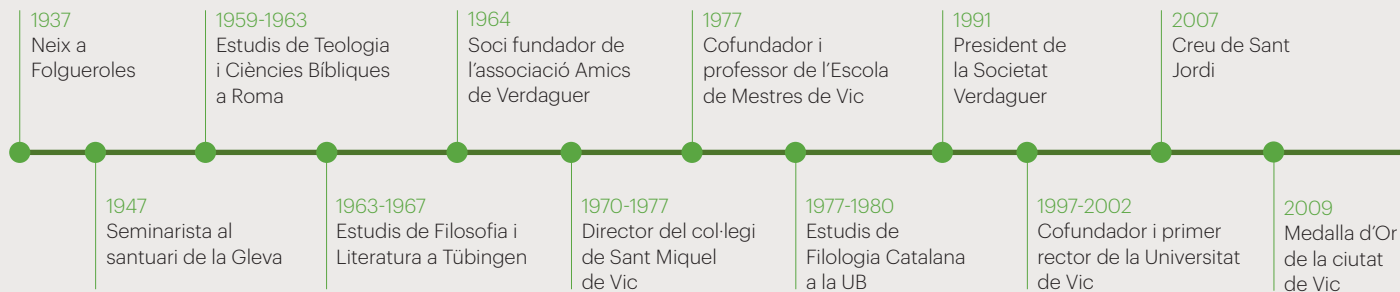 1937
Neix a
Folgueroles
1947
Seminarista al
santuari de la Gleva
1959-1963
Estudis de Teologia
i Ciències Bíbliques
a Roma
1963-1967
Estudis de Filosofia i
Literatura a Tübingen
1964
Soci fundador de
l’associació Amics
de Verdaguer
1970-1977
Director del col·legi
de Sant Miquel
de Vic
1977
Cofundador i
professor de l’Escola
de Mestres de Vic
1977-1980
Estudis de
Filologia Catalana
a la UB
1991
President de
la Societat
Verdaguer
1997-2002
Cofundador i primer
rector de la Universitat
de Vic
2007
Creu de Sant
Jordi
2009
Medalla d’Or
de la ciutat
de Vic